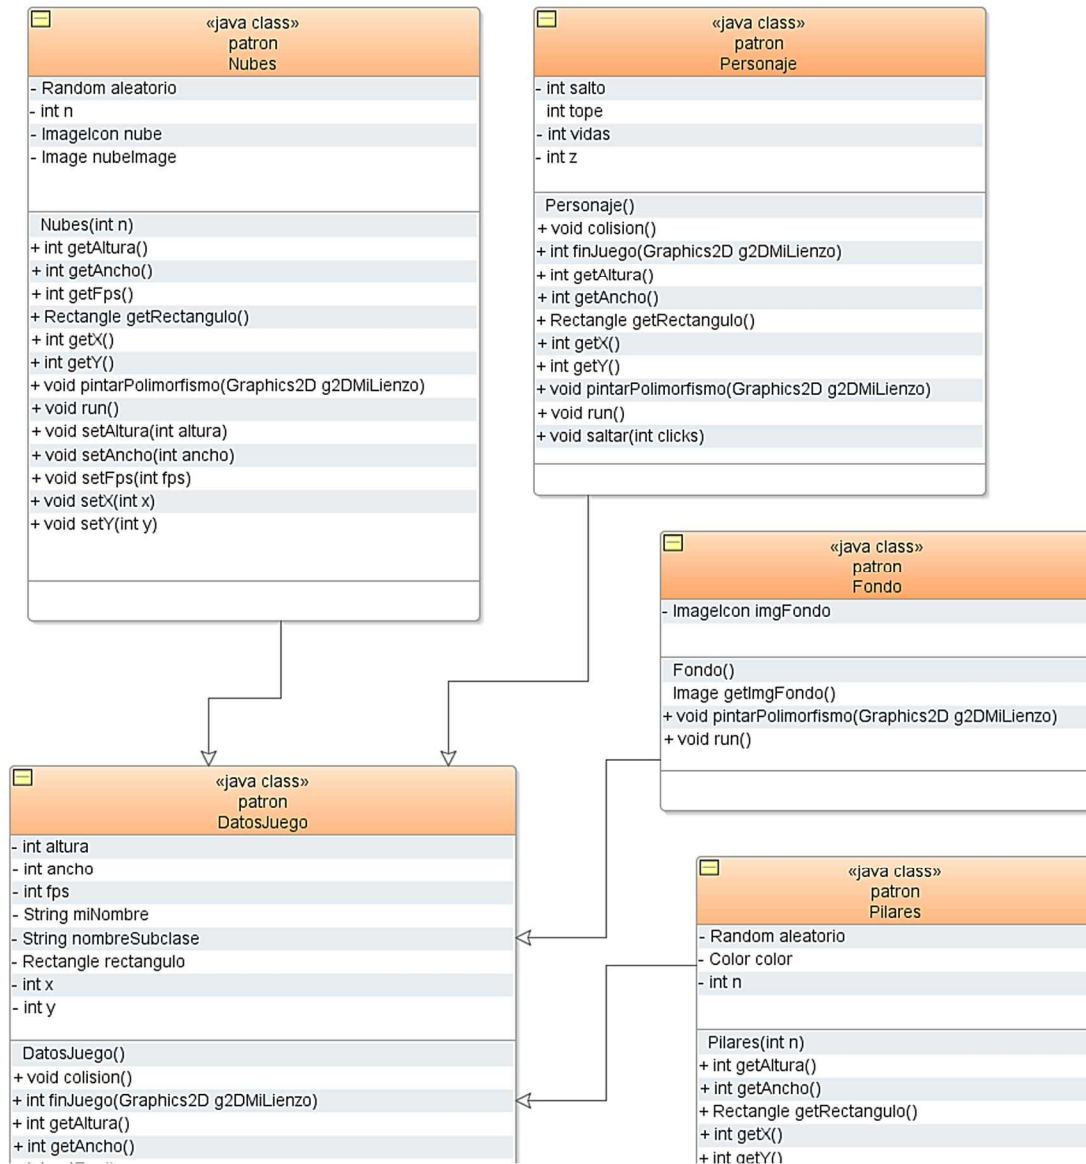 «java class»
patron
Nubes
- Random aleatorio
- int n
- ImageIcon nube
- Image nubeImage
Nubes(int n)
+ int getAltura()
+ int getAncho()
+ int getFps()
+ Rectangle getRectangulo()
+ int getX()
+ int getY()
+ void pintarPolimorfismo(Graphics2D g2DMiLienzo)
+ void run()
+ void setAltura(int altura)
+ void setAncho(int ancho)
+ void setFps(int fps)
+ void setX(int x)
+ void setY(int y)
«java class»
patron
Personaje
- int salto
int tope
- int vidas
- int z
Personaje()
+ void colision()
+ int finJuego(Graphics2D g2DMiLienzo)
+ int getAltura()
+ int getAncho()
+ Rectangle getRectangulo()
+ int getX()
+ int getY()
+ void pintarPolimorfismo(Graphics2D g2DMiLienzo)
+ void run()
+ void saltar(int clicks)
«java class»
patron
Fondo
- ImageIcon imgFondo
Fondo()
Image getImgFondo()
+ void pintarPolimorfismo(Graphics2D g2DMiLienzo)
+ void run()
«java class»
patron
DatosJuego
- int altura
- int ancho
- int fps
- String miNombre
- String nombreSubclase
- Rectangle rectangulo
- int x
- int y
DatosJuego()
+ void colision()
+ int finJuego(Graphics2D g2DMiLienzo)
+ int getAltura()
+ int getAncho()
«java class»
patron
Pilares
- Random aleatorio
- Color color
- int n
Pilares(int n)
+ int getAltura()
+ int getAncho()
+ Rectangle getRectangulo()
+ int getX()
+ int getY()